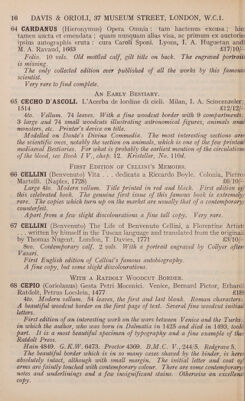 16 DAVIS & ORIOLI, 37 MUSEUM STREET, LONDON, W.C.1.
64 CARDANUS (Hieronymus) Opera Omnia: tam hactenus excusa; hic
tamen aucta et emendata; quam nunquam alias visa, ac primum ex auctoris
ipsius autographis eruta: cura Caroli Sponi. Lyons, I. A. Huguetan and
M. A. Ravaud, 1663
Folio. 10 vols. Old mottled calf, gilt tale on back. The engraved portrait
is missing.
The only collected edition ever published of all the works by this famous
scientist.
Very rare to find complete.
AN EARLY BESTIARY.
65 CECHO D'ASCOLI. L'Acerba de lordine di cieli. Milan, I. A. Scinzenzeler,
1514 £12/12/-
4to. Vellum. 74 leaves. With a fine woodcut border with 9 compartments,
3 large and 74 small woodcuts illustrating astronomical figures, animals and
monsters, etc. Printer's device on title.
Modelled on Dante's Divina Commedia. The most interesting sections are
the scientific ones, notably the section on animals, which is one of the few printed
mediaeval Bestiaries. For what is probably the earliest mention of the circulation
of the blood, see Book IV., chap. 12. Kristeller, No. 110d.
FIRST EDITION OF CELLINI'S MEMOIRS.
66 CELLINI (Benvenuto) Vita . . . dedicata a Riccardo Boyle. Colonia, Pietro
Martelli. (Naples, 1728)
Large 4to. Modern vellum. Title printed in red and black. First edition of
this celebrated book. The genuine first issue of this famous book is extremely
rare. The copies which turn up on the market are usually that of a contemporary
counterfeit.
Apart from a few slight discolourations a fine tall copy. Very rare.
67 CELLINI (Benvenuto) The Life of Benvenuto Cellini, a Florentine Artist
. . written by himself in the Tuscan language and translated from the original
by Thomas Nugent. London, T. Davies, 1771 £3/10/-
8vo. Contemporary calf. 2 vols. With a portrait engraved by Collyer after
Vasari.
First English edition of Cellini's famous autobiography.
A fine copy, but some slight discolourations.
WITH A RATDOLT WOODCUT BORDER.
68 CEPIO (Coriolanus) Gesta Petri Mocenici. Venice, Bernard Pictor, Erhard
Ratdolt, Petrus Loeslein, 1477
4to. Modern vellum. 54 leaves, the first and last blank. Roman characters.
A beautiful woodcut border on the first page of text. Several fine woodcut initial
letters.
First edition of an interesting work on the wars between Venice and the Turks,
in which the author, who was born in Dalmatia in 1425 and died in 1493, took
part. It is a most beautiful specimen of typography and a fine example of the
Ratdolt Press.
Hain 4849. G.K.W. 6473. Proctor 4369. B.M.C. V., 244/5. Redgrave 5.
The beautiful border which is in so many cases shaved by the binder, is here
absolutely intact, although with small margin. The initial letter and coat of
arms are faintly touched with contemporary colour. There are some contemporary
notes and underlinings and a few insignificant stains. Otherwise an excellent
copy.